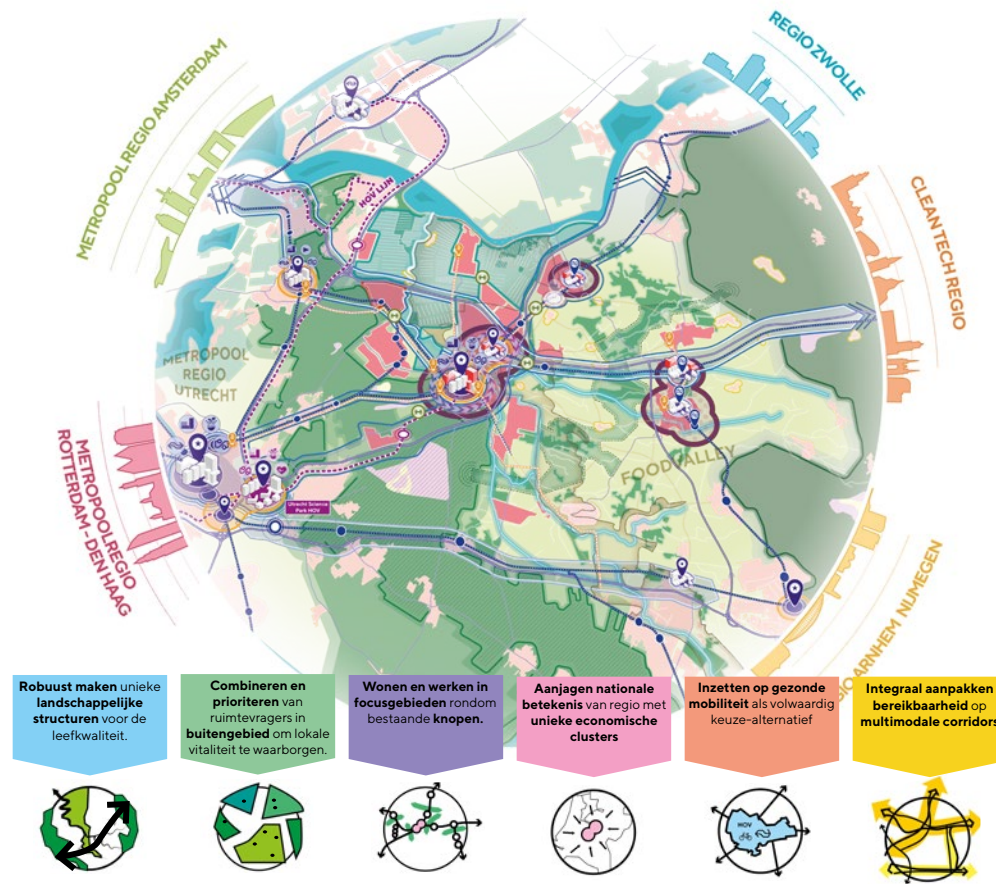 METROPOOLREGIO AMSTERDAM
REGIO ZWOLLE
CLEANTECH REGIO
HOV LIJN
METROPOOL
REGIO
UTRECHT
FOODVALLEY
METROPOOLREGIO
ROTTERDAM - DEN HAAG
Utrecht Science
Park HOV
REGIO ARNHEM NIJMEGEN
Robuust maken unieke
landschappelijke
structuren voor de
leefkwaliteit.
Combineren en
prioriteren van
ruimtevragers in
buitengebied om lokale
vitaliteit te waarborgen.
Wonen en werken in
focusgebieden rondom
bestaande knopen.
Aanjagen nationale
betekenis van regio met
unieke economische
clusters
Inzetten op gezonde
mobiliteit als volwaardig
keuze-alternatief
Integraal aanpakken
bereikbaarheid op
multimodale corridors
HOV